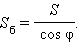 S_б = S / cos φ.